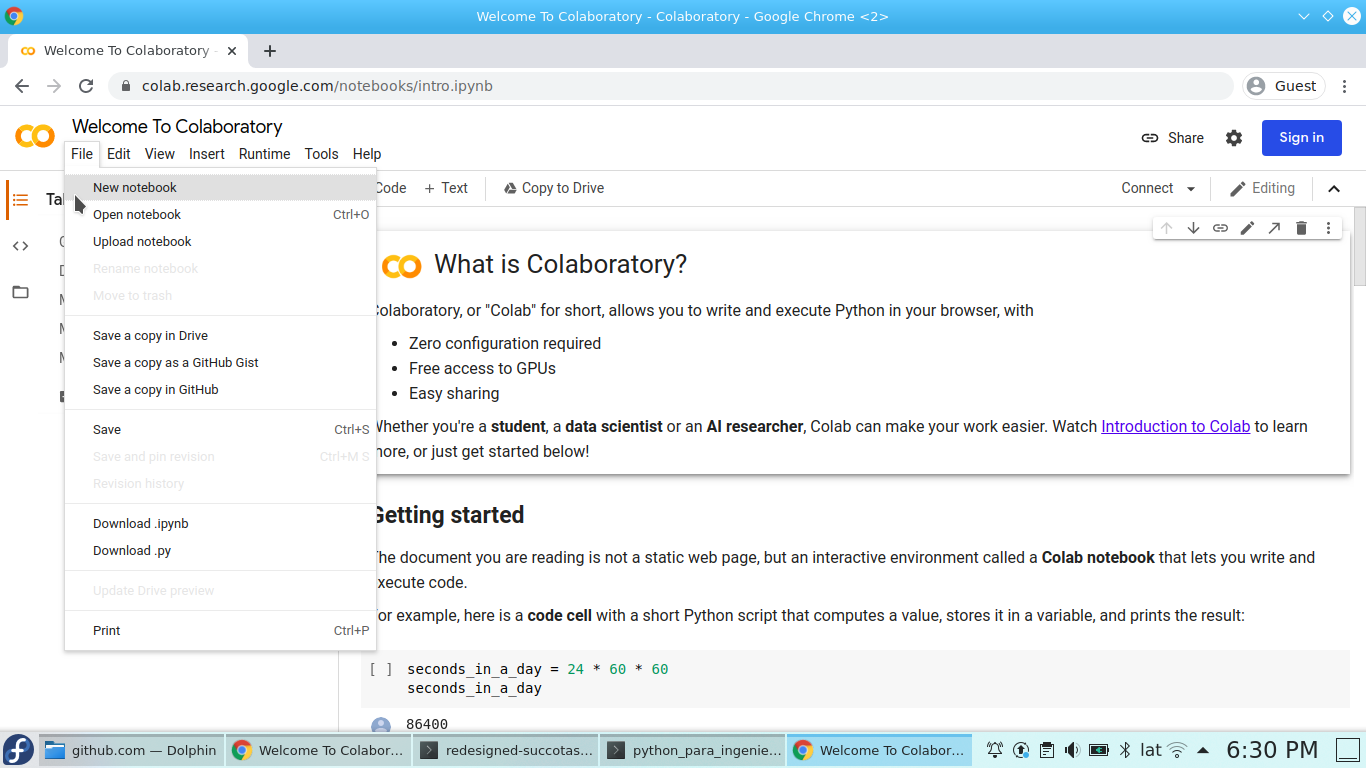 Welcome To Colaboratory - Colaboratory - Google Chrome <2>
Welcome To Colaboratory -
colab.research.google.com/notebooks/intro.ipynb
Guest
Welcome To Colaboratory
File Edit View Insert Runtime Tools Help
Share
Sign in
Code + Text Copy to Drive
Connect
Editing
New notebook
Open notebook Ctrl+O
Upload notebook
Rename notebook
Move to trash
Save a copy in Drive
Save a copy as a GitHub Gist
Save a copy in GitHub
Save Ctrl+S
Save and pin revision Ctrl+M S
Revision history
Download .ipynb
Download .py
Update Drive preview
Print Ctrl+P
What is Colaboratory?
Colaboratory, or "Colab" for short, allows you to write and execute Python in your browser, with
• Zero configuration required
• Free access to GPUs
• Easy sharing
Whether you're a student, a data scientist or an AI researcher, Colab can make your work easier. Watch Introduction to Colab to learn
more, or just get started below!
Getting started
The document you are reading is not a static web page, but an interactive environment called a Colab notebook that lets you write and
execute code.
For example, here is a code cell with a short Python script that computes a value, stores it in a variable, and prints the result:
[ ] seconds_in_a_day = 24 * 60 * 60
seconds_in_a_day
86400
github.com — Dolphin
Welcome To Colabor...
redesigned-succotas...
python_para_ingenie...
Welcome To Colabor...
lat
6:30 PM